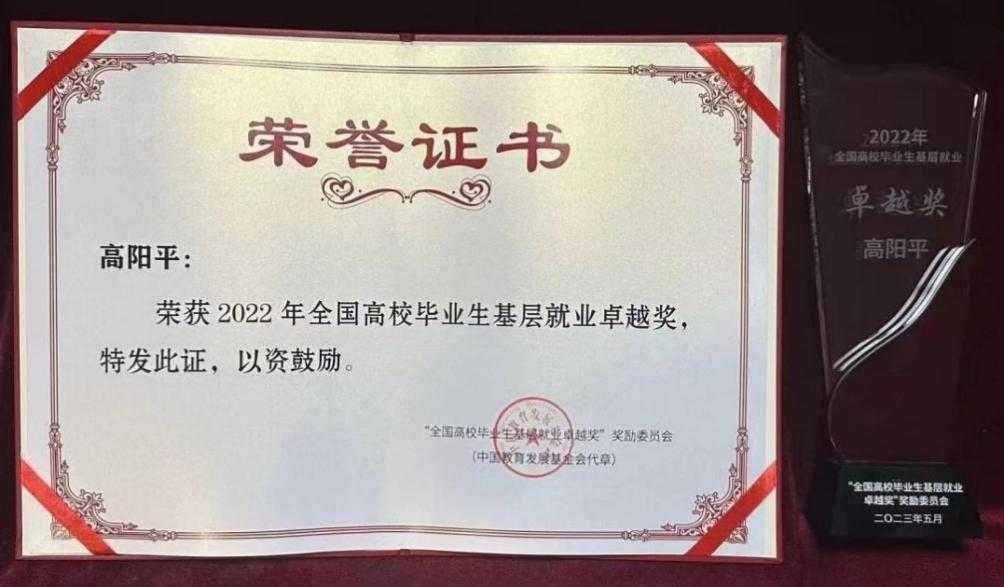 荣誉证书
高阳平：
荣获 2022 年全国高校毕业生基层就业卓越奖，
特发此证，以资鼓励。
“全国高校毕业生基层就业卓越奖”奖励委员会
（中国教育发展基金会代章）
2022年
全国高校毕业生基层就业
卓越奖
高阳平
“全国高校毕业生基层就业
卓越奖”奖励委员会
二〇二三年五月